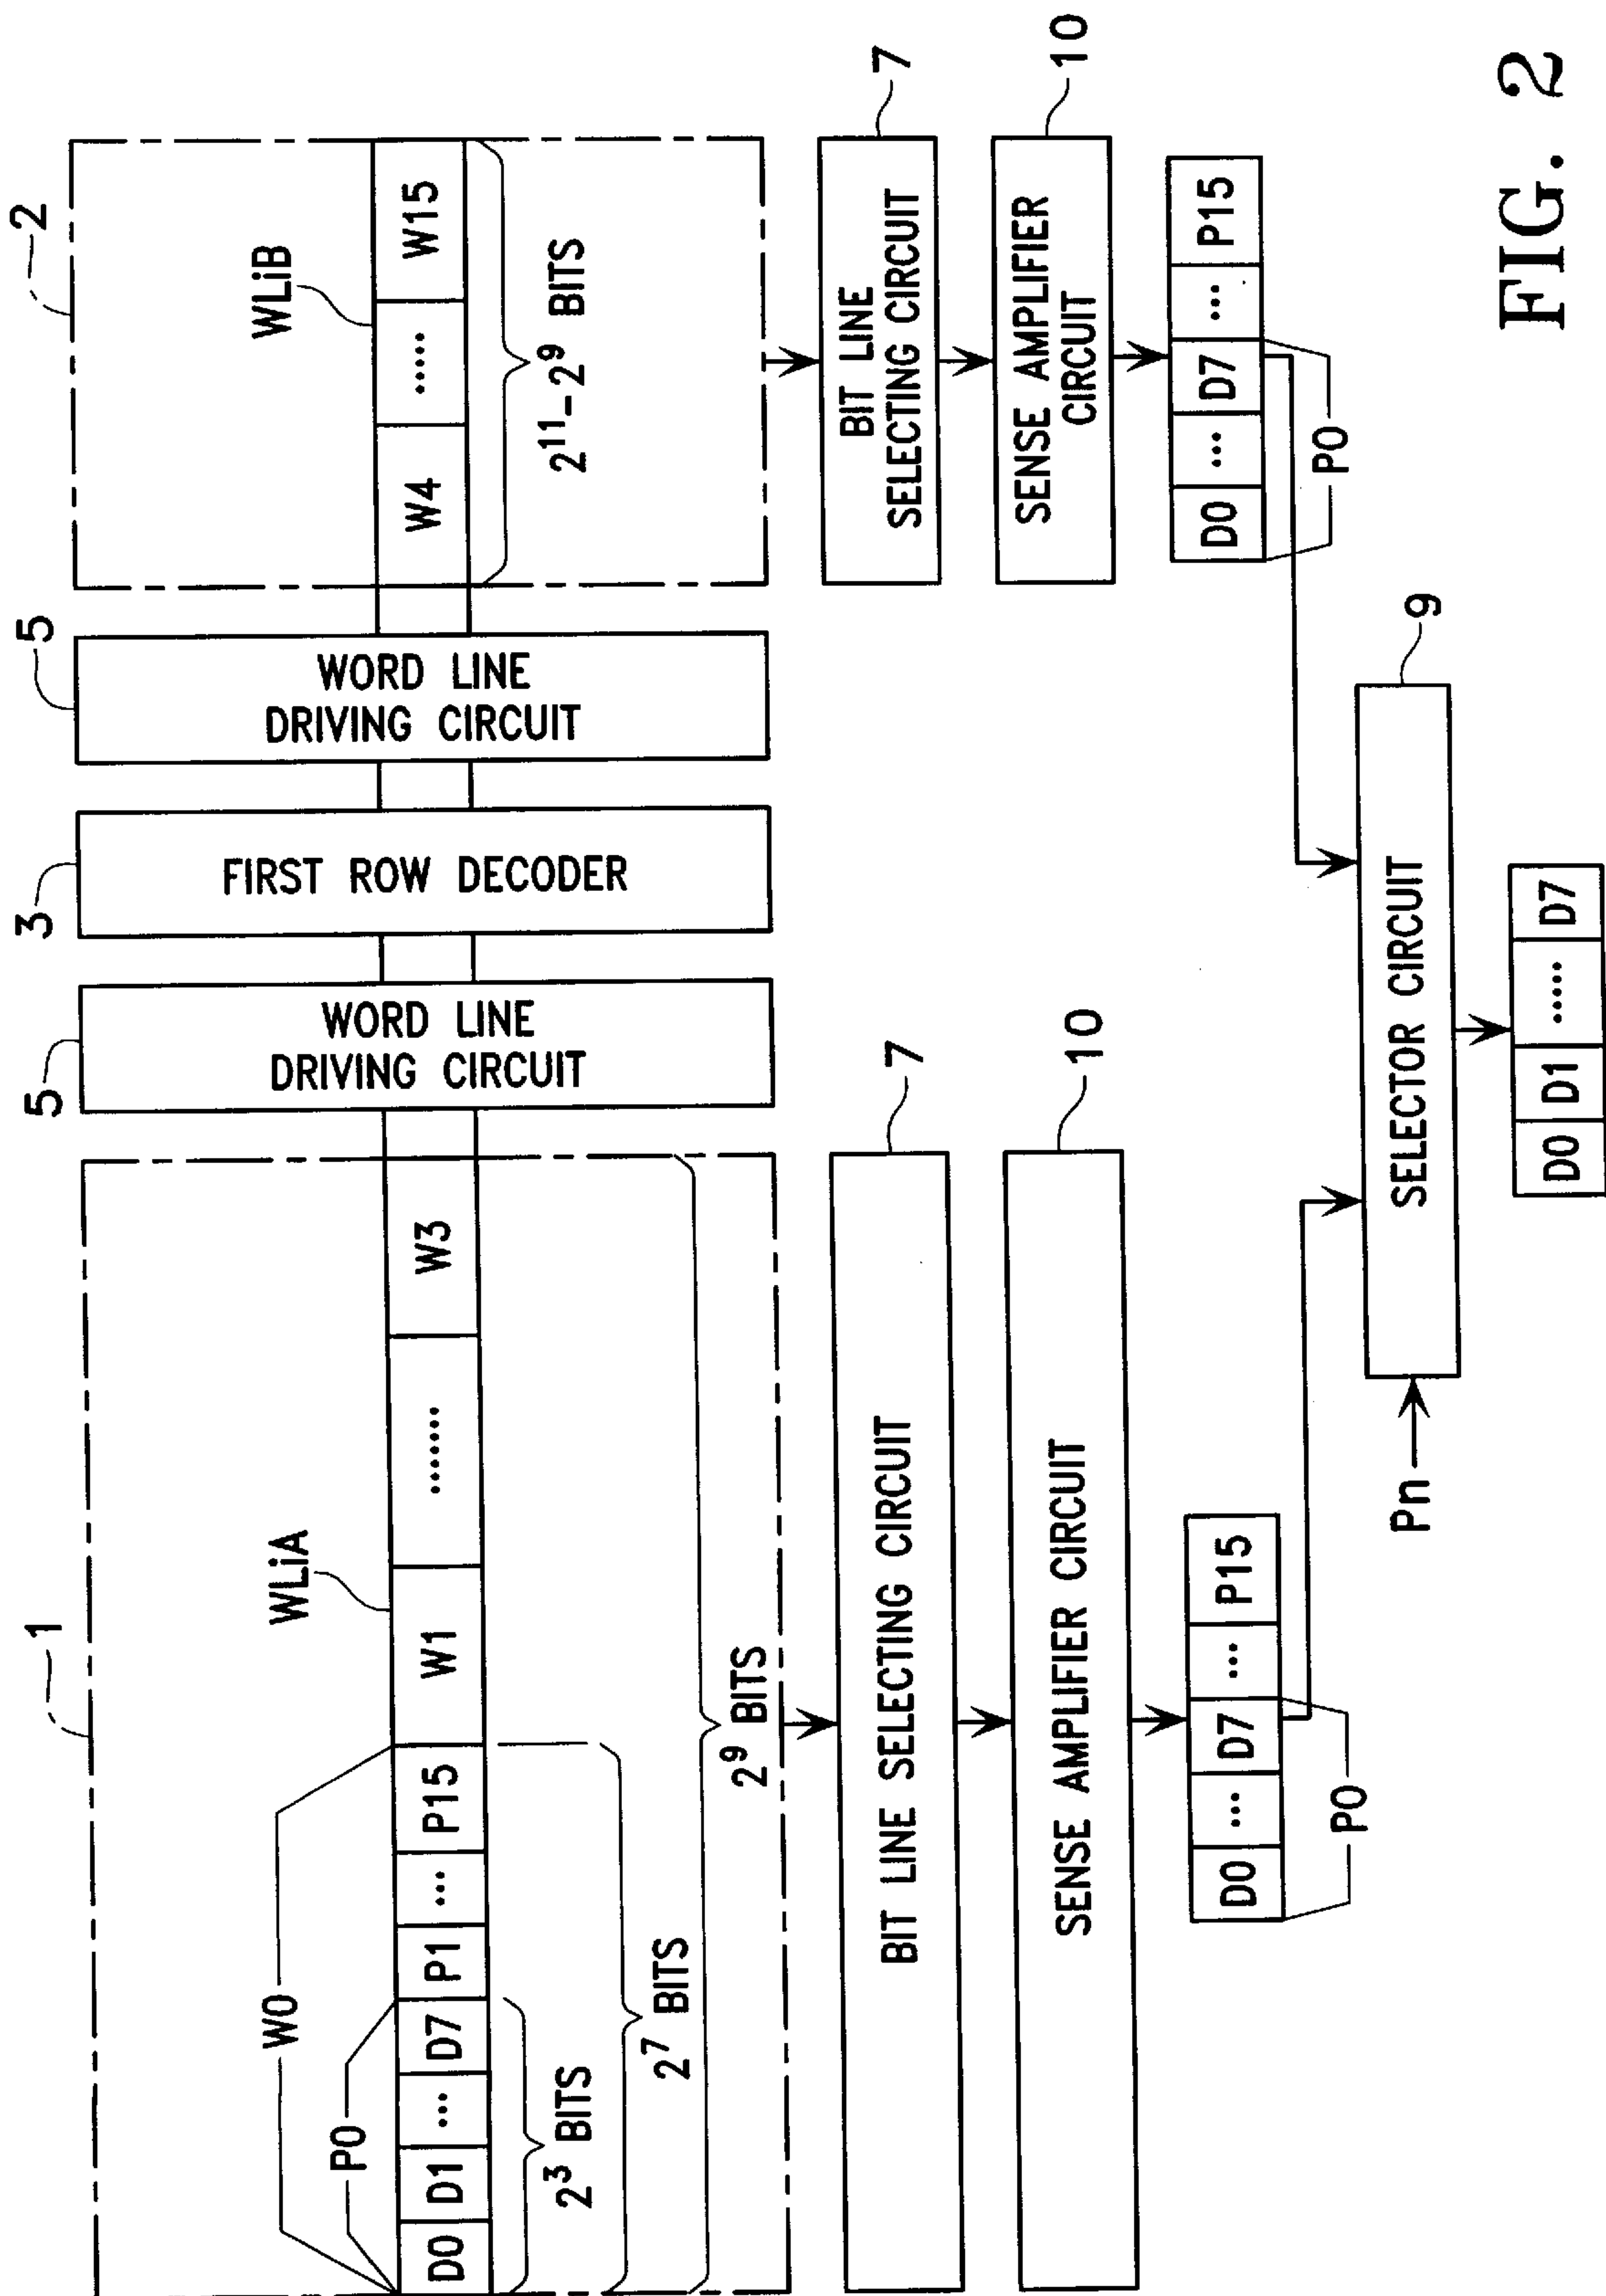 1
2
5
3
5
WLiA
WLiB
W0
P0
D0 D1 ... D7 P1 ... P15 W1 ....... W3
W4 ..... W15
2^3 BITS
2^7 BITS
2^9 BITS
2^11-2^9 BITS
WORD LINE
DRIVING CIRCUIT
FIRST ROW DECODER
WORD LINE
DRIVING CIRCUIT
BIT LINE SELECTING CIRCUIT
7
BIT LINE
SELECTING CIRCUIT
7
SENSE AMPLIFIER CIRCUIT
10
SENSE AMPLIFIER
CIRCUIT
10
D0 ... D7 ... P15
P0
D0 ... D7 ... P15
P0
Pn
SELECTOR CIRCUIT
9
D0 D1 ..... D7
FIG. 2